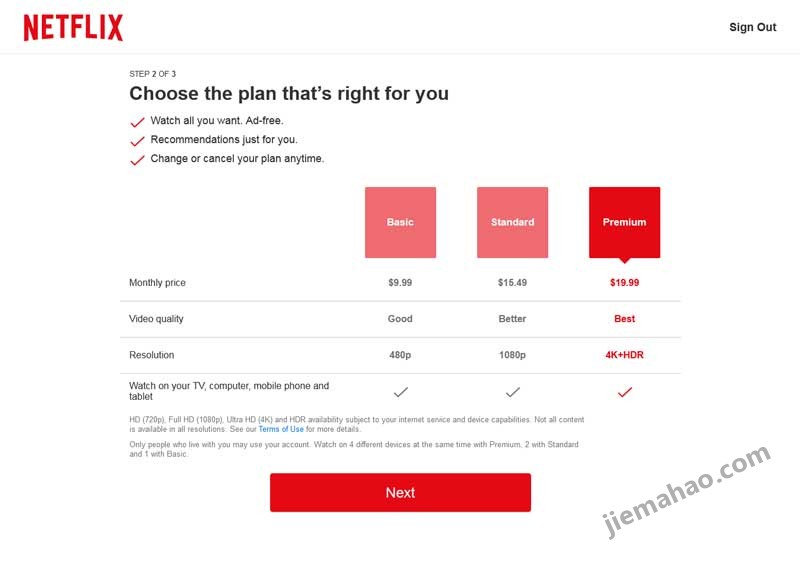 NETFLIX
Sign Out
STEP 2 OF 3
Choose the plan that's right for you
Watch all you want. Ad-free.
Recommendations just for you.
Change or cancel your plan anytime.
Basic Standard Premium
Monthly price $9.99 $15.49 $19.99
Video quality Good Better Best
Resolution 480p 1080p 4K+HDR
Watch on your TV, computer, mobile phone and
tablet
HD (720p), Full HD (1080p), Ultra HD (4K) and HDR availability subject to your internet service and device capabilities. Not all content
is available in all resolutions. See our Terms of Use for more details.
Only people who live with you may use your account. Watch on 4 different devices at the same time with Premium, 2 with Standard
and 1 with Basic.
Next
jiemahao.com